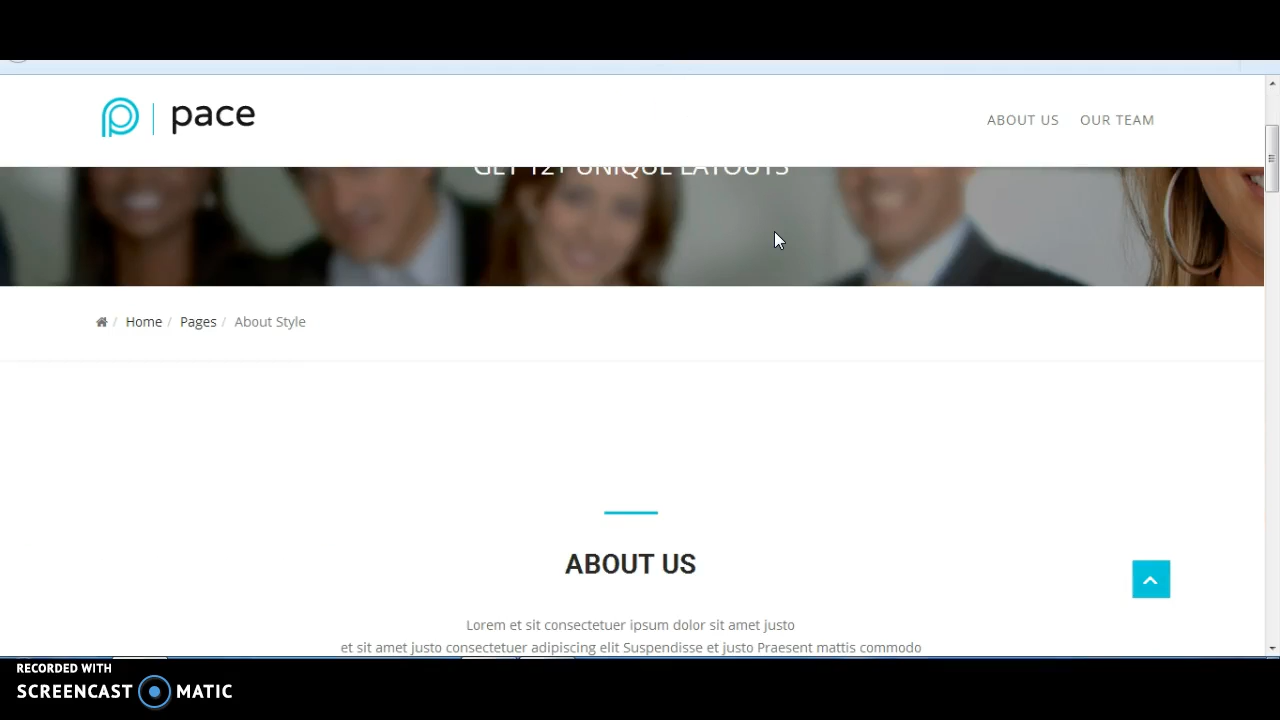 pace
ABOUT US OUR TEAM
GET 12+ UNIQUE LAYOUTS
/ Home / Pages / About Style
ABOUT US
Lorem et sit consectetuer ipsum dolor sit amet justo
et sit amet justo consectetuer adipiscing elit Suspendisse et justo Praesent mattis commodo
RECORDED WITH
SCREENCAST MATIC